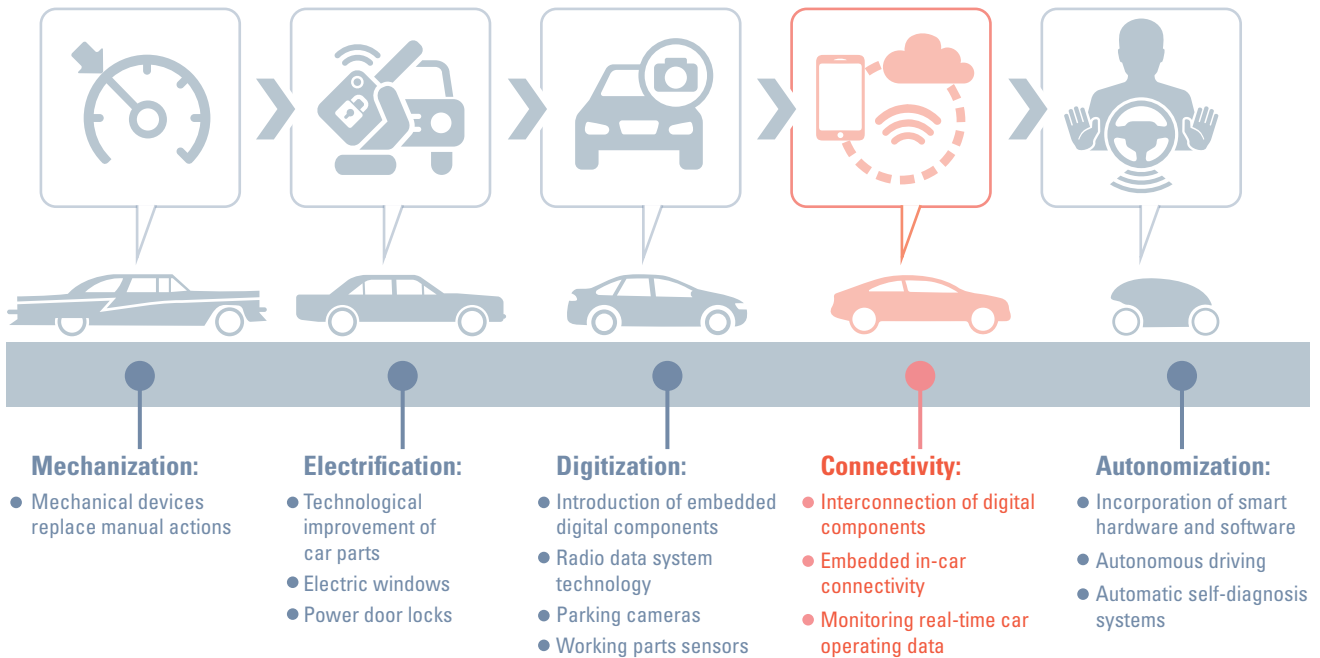 Mechanization:
Mechanical devices
replace manual actions
Electrification:
Technological
improvement of
car parts
Electric windows
Power door locks
Digitization:
Introduction of embedded
digital components
Radio data system
technology
Parking cameras
Working parts sensors
Connectivity:
Interconnection of digital
components
Embedded in-car
connectivity
Monitoring real-time car
operating data
Autonomization:
Incorporation of smart
hardware and software
Autonomous driving
Automatic self-diagnosis
systems